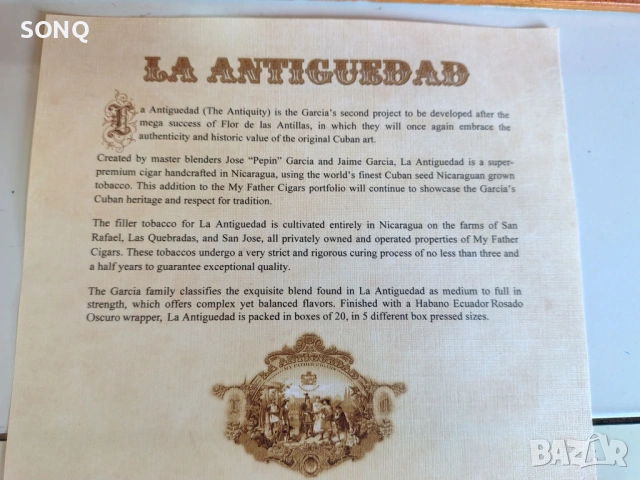 SONQ
LA ANTIGUEDAD
La Antiguedad (The Antiquity) is the Garcia's second project to be developed after the
mega success of Flor de las Antillas, in which they will once again embrace the
authenticity and historic value of the original Cuban art.
Created by master blenders Jose "Pepin" Garcia and Jaime Garcia, La Antiguedad is a super-
premium cigar handcrafted in Nicaragua, using the world's finest Cuban seed Nicaraguan grown
tobacco. This addition to the My Father Cigars portfolio will continue to showcase the Garcia's
Cuban heritage and respect for tradition.
The filler tobacco for La Antiguedad is cultivated entirely in Nicaragua on the farms of San
Rafael, Las Quebradas, and San Jose, all privately owned and operated properties of My Father
Cigars. These tobaccos undergo a very strict and rigorous curing process of no less than three and
a half years to guarantee exceptional quality.
The Garcia family classifies the exquisite blend found in La Antiguedad as medium to full in
strength, which offers complex yet balanced flavors. Finished with a Habano Ecuador Rosado
Oscuro wrapper, La Antiguedad is packed in boxes of 20, in 5 different box pressed sizes.
LA ANTIGUEDAD
MY FATHER CIGARS
BAZAR